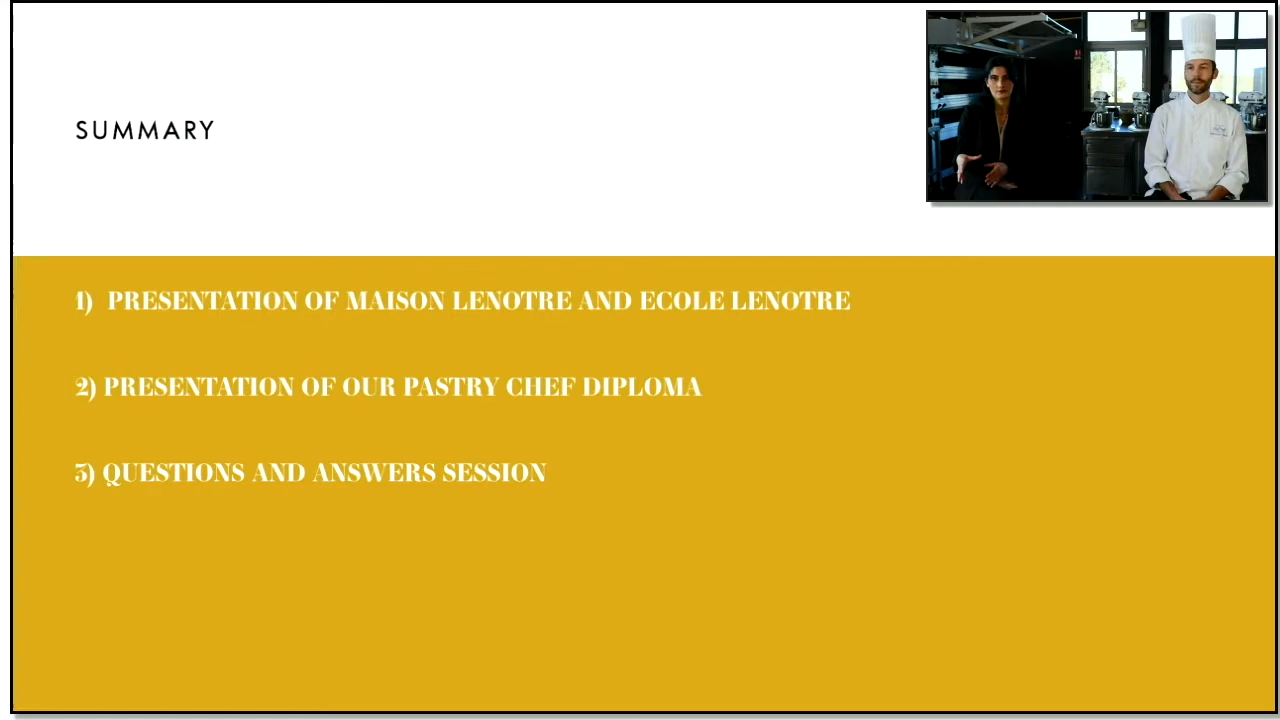 SUMMARY
1) PRESENTATION OF MAISON LENOTRE AND ECOLE LENOTRE
2) PRESENTATION OF OUR PASTRY CHEF DIPLOMA
3) QUESTIONS AND ANSWERS SESSION